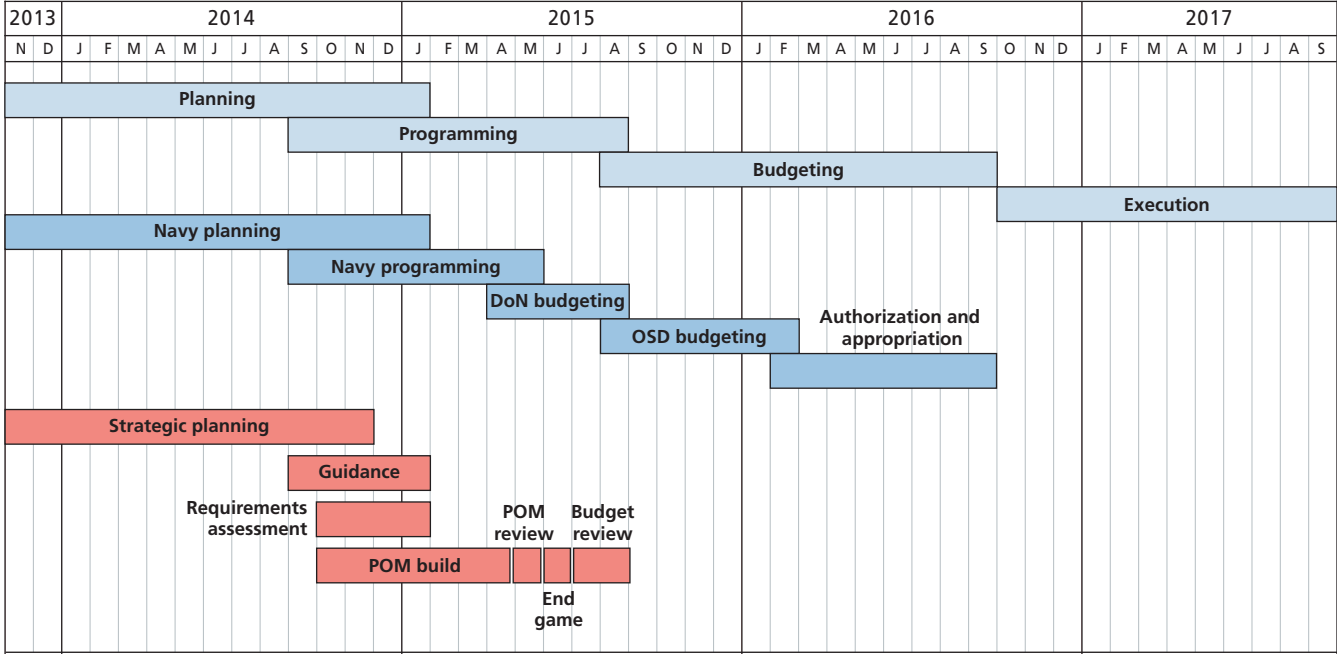 2013 2014 2015 2016 2017
N D J F M A M J J A S O N D J F M A M J J A S O N D J F M A M J J A S O N D J F M A M J J A S
Planning
Programming
Budgeting
Execution
Navy planning
Navy programming
DoN budgeting
OSD budgeting
Authorization and
appropriation
Strategic planning
Guidance
Requirements
assessment
POM
review
Budget
review
POM build
End
game